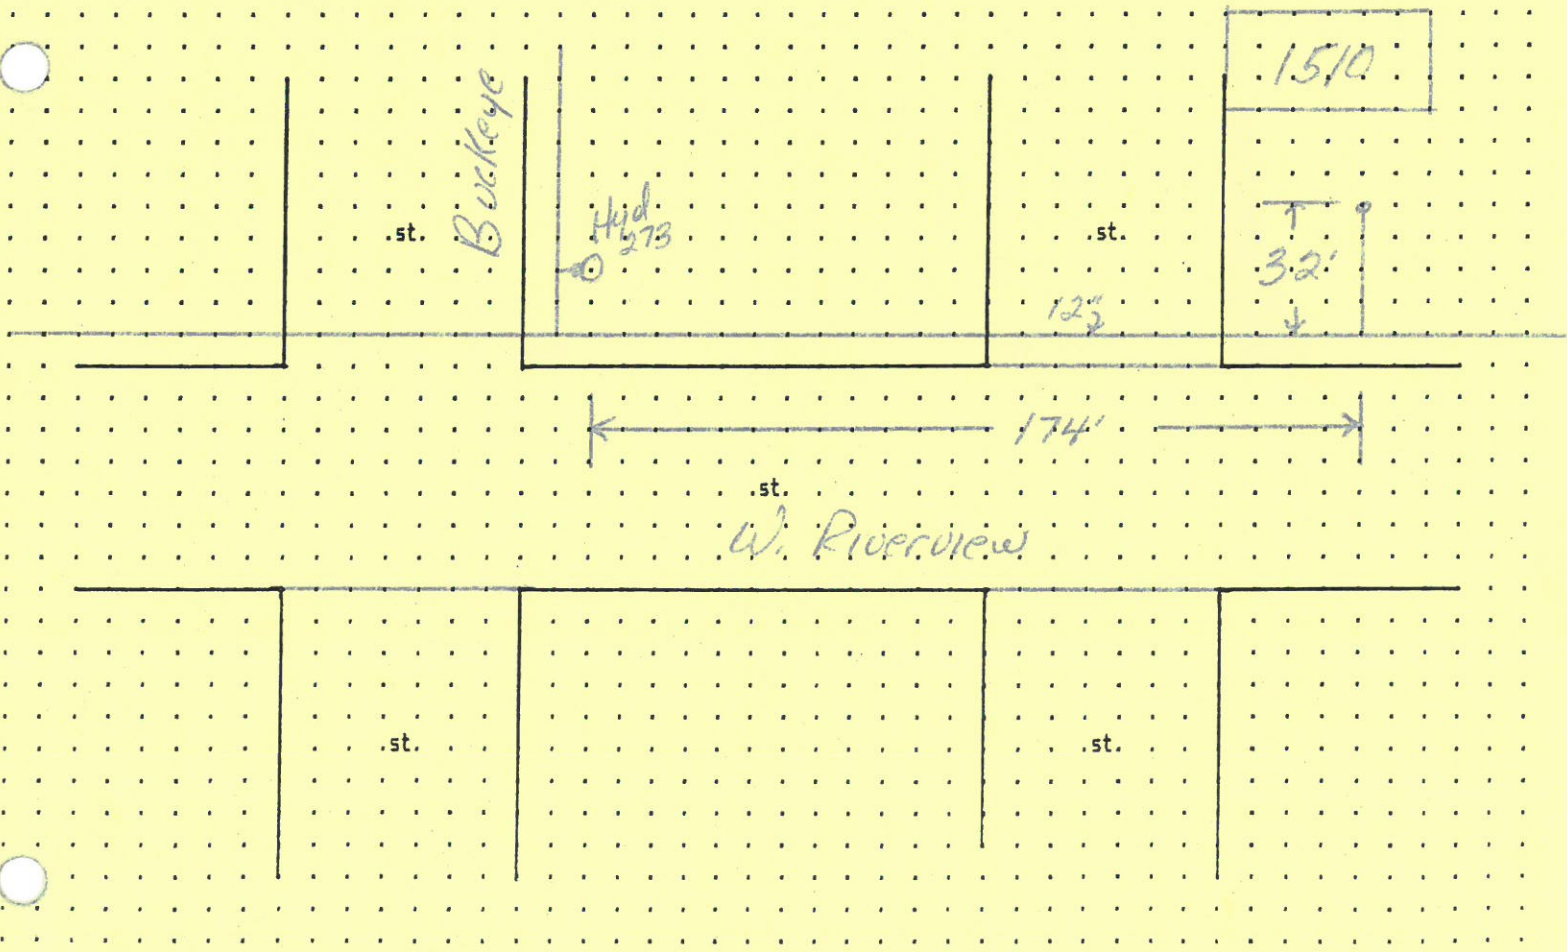 1510
Buckeye
Hyd
273
st.
st.
3.2'
12"
174'
st.
W. Riverview
st.
st.